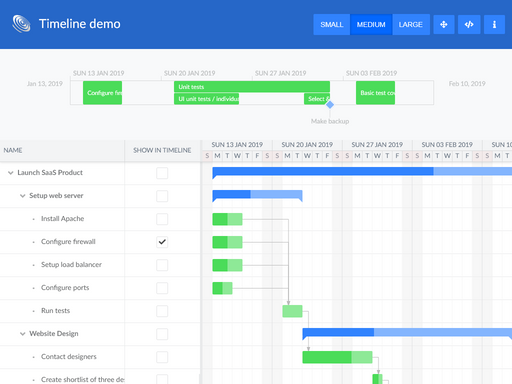 Timeline demo
SMALL MEDIUM LARGE
SUN 13 JAN 2019 SUN 20 JAN 2019 SUN 27 JAN 2019 SUN 03 FEB 2019
Jan 13, 2019 Feb 10, 2019
Unit tests
Configure fire Basic test co
UI unit tests / individua Select &
Make backup
NAME SHOW IN TIMELINE SUN 13 JAN 2019 SUN 20 JAN 2019 SUN 27 JAN 2019 SUN 03 FEB 2019 SUN 10
S M T W T F S S M T W T F S S M T W T F S S M T W T F S S M T
Launch SaaS Product
Setup web server
Install Apache
Configure firewall
Setup load balancer
Configure ports
Run tests
Website Design
Contact designers
Create shortlist of three de